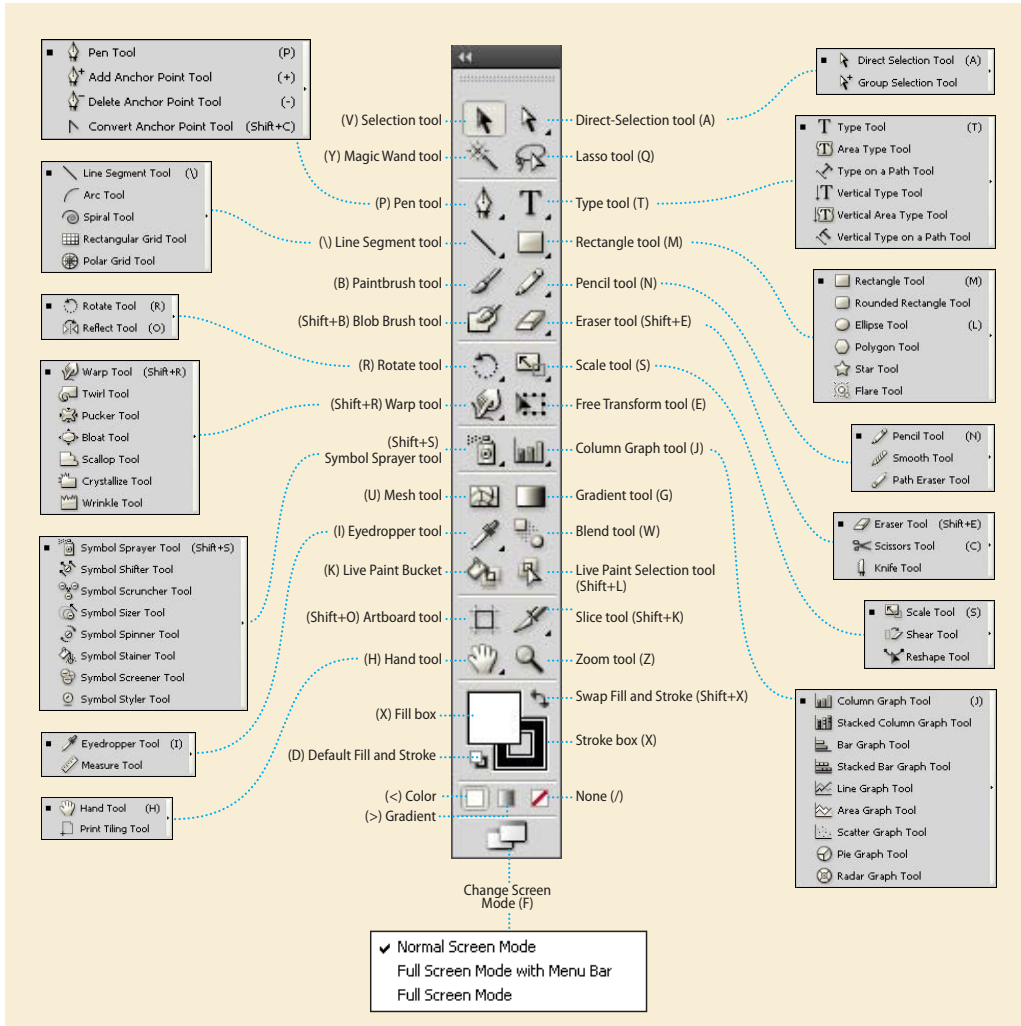 Pen Tool (P)
Add Anchor Point Tool (+)
Delete Anchor Point Tool (-)
Convert Anchor Point Tool (Shift+C)
Line Segment Tool (\)
Arc Tool
Spiral Tool
Rectangular Grid Tool
Polar Grid Tool
Rotate Tool (R)
Reflect Tool (O)
Warp Tool (Shift+R)
Twirl Tool
Pucker Tool
Bloat Tool
Scallop Tool
Crystallize Tool
Wrinkle Tool
Symbol Sprayer Tool (Shift+S)
Symbol Shifter Tool
Symbol Scruncher Tool
Symbol Sizer Tool
Symbol Spinner Tool
Symbol Stainer Tool
Symbol Screener Tool
Symbol Styler Tool
Eyedropper Tool (I)
Measure Tool
Hand Tool (H)
Print Tiling Tool
(V) Selection tool
(Y) Magic Wand tool
(P) Pen tool
(\) Line Segment tool
(B) Paintbrush tool
(Shift+B) Blob Brush tool
(R) Rotate tool
(Shift+R) Warp tool
(Shift+S)
Symbol Sprayer tool
(U) Mesh tool
(I) Eyedropper tool
(K) Live Paint Bucket
(Shift+O) Artboard tool
(H) Hand tool
(X) Fill box
(D) Default Fill and Stroke
(<) Color
(>) Gradient
Direct-Selection tool (A)
Lasso tool (Q)
Type tool (T)
Rectangle tool (M)
Pencil tool (N)
Eraser tool (Shift+E)
Scale tool (S)
Free Transform tool (E)
Column Graph tool (J)
Gradient tool (G)
Blend tool (W)
Live Paint Selection tool
(Shift+L)
Slice tool (Shift+K)
Zoom tool (Z)
Swap Fill and Stroke (Shift+X)
Stroke box (X)
None (/)
Direct Selection Tool (A)
Group Selection Tool
Type Tool (T)
Area Type Tool
Type on a Path Tool
Vertical Type Tool
Vertical Area Type Tool
Vertical Type on a Path Tool
Rectangle Tool (M)
Rounded Rectangle Tool
Ellipse Tool (L)
Polygon Tool
Star Tool
Flare Tool
Pencil Tool (N)
Smooth Tool
Path Eraser Tool
Eraser Tool (Shift+E)
Scissors Tool (C)
Knife Tool
Scale Tool (S)
Shear Tool
Reshape Tool
Column Graph Tool (J)
Stacked Column Graph Tool
Bar Graph Tool
Stacked Bar Graph Tool
Line Graph Tool
Area Graph Tool
Scatter Graph Tool
Pie Graph Tool
Radar Graph Tool
Change Screen
Mode (F)
Normal Screen Mode
Full Screen Mode with Menu Bar
Full Screen Mode